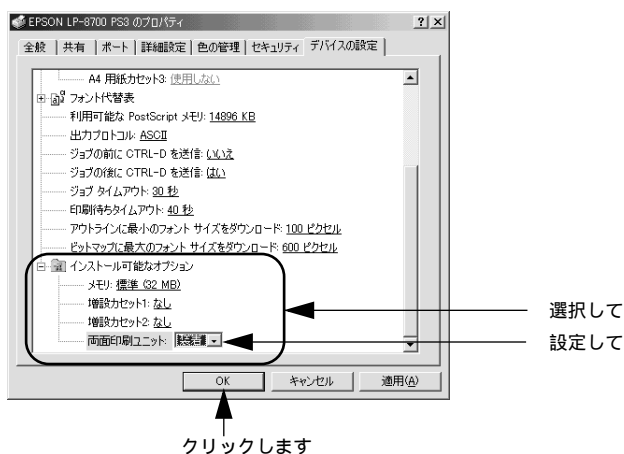 EPSON LP-8700 PS3 のプロパティ
全般 共有 ポート 詳細設定 色の管理 セキュリティ デバイスの設定
A4 用紙カセット3: 使用しない
フォント代替表
利用可能な PostScript メモリ: 14896 KB
出力プロトコル: ASCII
ジョブの前に CTRL-D を送信: いいえ
ジョブの後に CTRL-D を送信: はい
ジョブ タイムアウト: 30 秒
印刷待ちタイムアウト: 40 秒
アウトラインに最小のフォント サイズをダウンロード: 100 ピクセル
ビットマップに最大のフォント サイズをダウンロード: 600 ピクセル
インストール可能なオプション
メモリ: 標準 (32 MB)
増設カセット1: なし
増設カセット2: なし
両面印刷ユニット:
選択して
設定して
OK キャンセル 適用(A)
クリックします